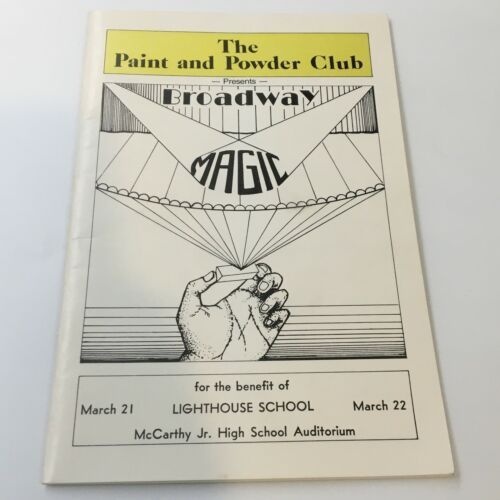 The
Paint and Powder Club
— Presents —
Broadway
MAGIC
for the benefit of
March 21 LIGHTHOUSE SCHOOL March 22
McCarthy Jr. High School Auditorium